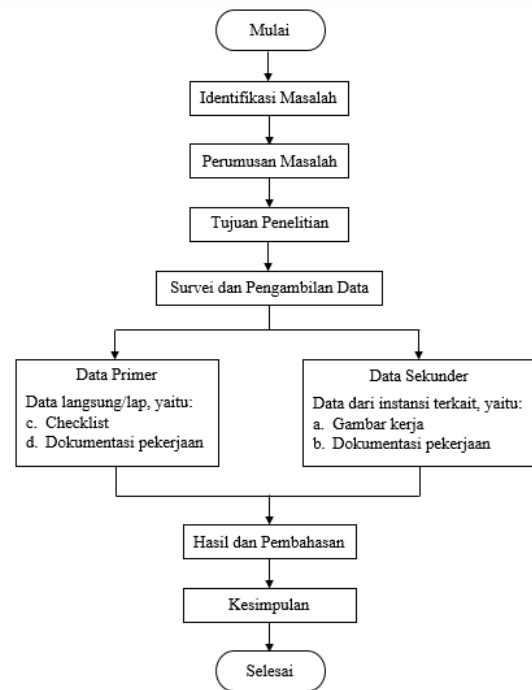 Mulai
Identifikasi Masalah
Perumusan Masalah
Tujuan Penelitian
Survei dan Pengambilan Data
Data Primer
Data langsung/lap, yaitu:
c. Checklist
d. Dokumentasi pekerjaan
Data Sekunder
Data dari instansi terkait, yaitu:
a. Gambar kerja
b. Dokumentasi pekerjaan
Hasil dan Pembahasan
Kesimpulan
Selesai